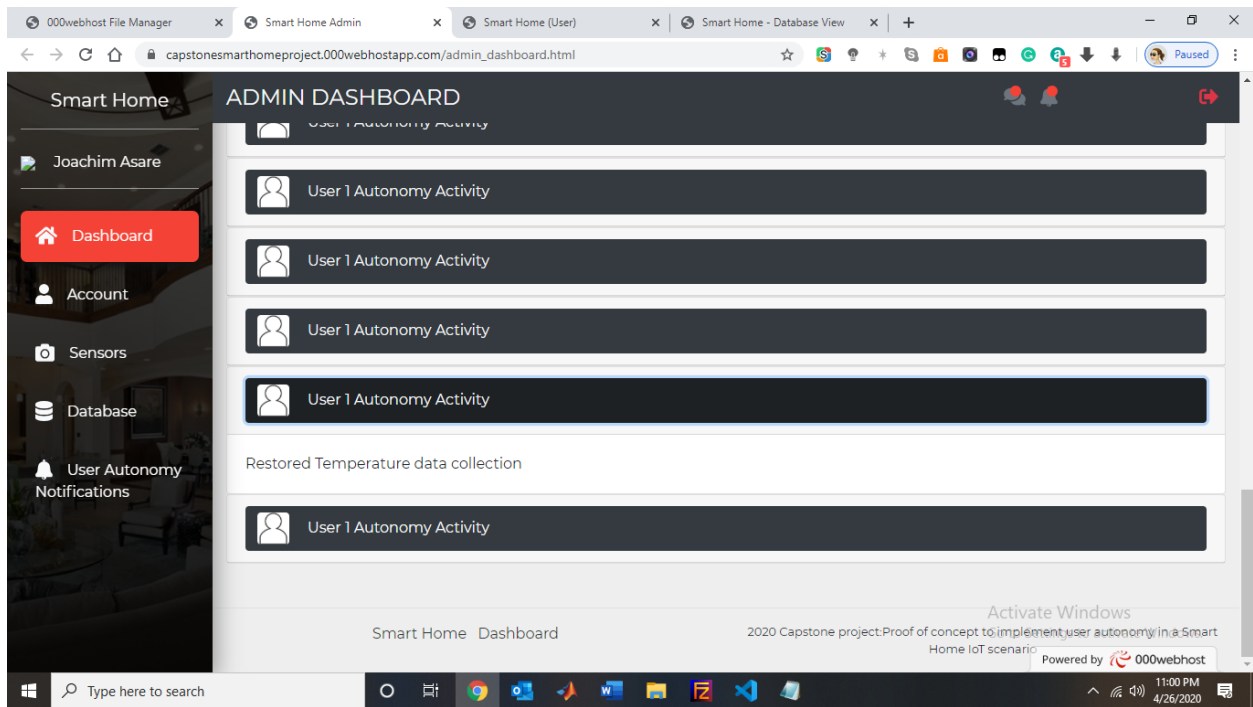 000webhost File Manager
Smart Home Admin
Smart Home (User)
Smart Home - Database View
capstonesmarthomeproject.000webhostapp.com/admin_dashboard.html
Paused
Smart Home
ADMIN DASHBOARD
Joachim Asare
Dashboard
Account
Sensors
Database
User Autonomy
Notifications
User 1 Autonomy Activity
User 1 Autonomy Activity
User 1 Autonomy Activity
User 1 Autonomy Activity
User 1 Autonomy Activity
Restored Temperature data collection
User 1 Autonomy Activity
Smart Home Dashboard
Activate Windows
2020 Capstone project:Proof of concept to implement user autonomy in a Smart
Home IoT scenario
Powered by 000webhost
Type here to search
11:00 PM
4/26/2020